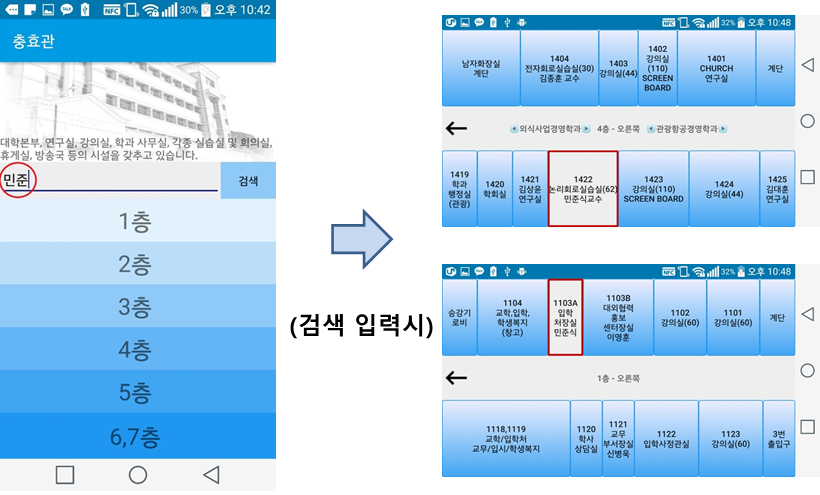 NFC 30% 오후 10:42
충효관
대학본부, 연구실, 강의실, 학과 사무실, 각종 실습실 및 회의실,
휴게실, 방송국 등의 시설을 갖추고 있습니다.
민준
검색
1층
2층
3층
4층
5층
6,7층
(검색 입력시)
NFC 31% 오후 10:48
남자화장실
계단
1404
전자회로실습실(30)
김종훈 교수
1403
강의실(44)
1402
강의실
(110)
SCREEN
BOARD
1401
CHURCH
연구실
계단
외식사업경영학과 4층 - 오른쪽 관광항공경영학과
1419
학과
행정실
(관광)
1420
학회실
1421
김상윤
연구실
1422
논리회로실습실(62)
민준식교수
1423
강의실(110)
SCREEN BOARD
1424
강의실(44)
1425
김대훈
연구실
NFC 32% 오후 10:48
승강기
로비
1104
교학,입학,
학생복지
(창고)
1103A
입학
처장실
민준식
1103B
대외협력
홍보
센터장실
이영훈
1102
강의실(60)
1101
강의실(60)
계단
1층 - 오른쪽
1118,1119
교학/입학처
교무/입시/학생복지
1120
학사
상담실
1121
교무
부서장실
신병욱
1122
입학사정관실
1123
강의실(60)
3번
출입구